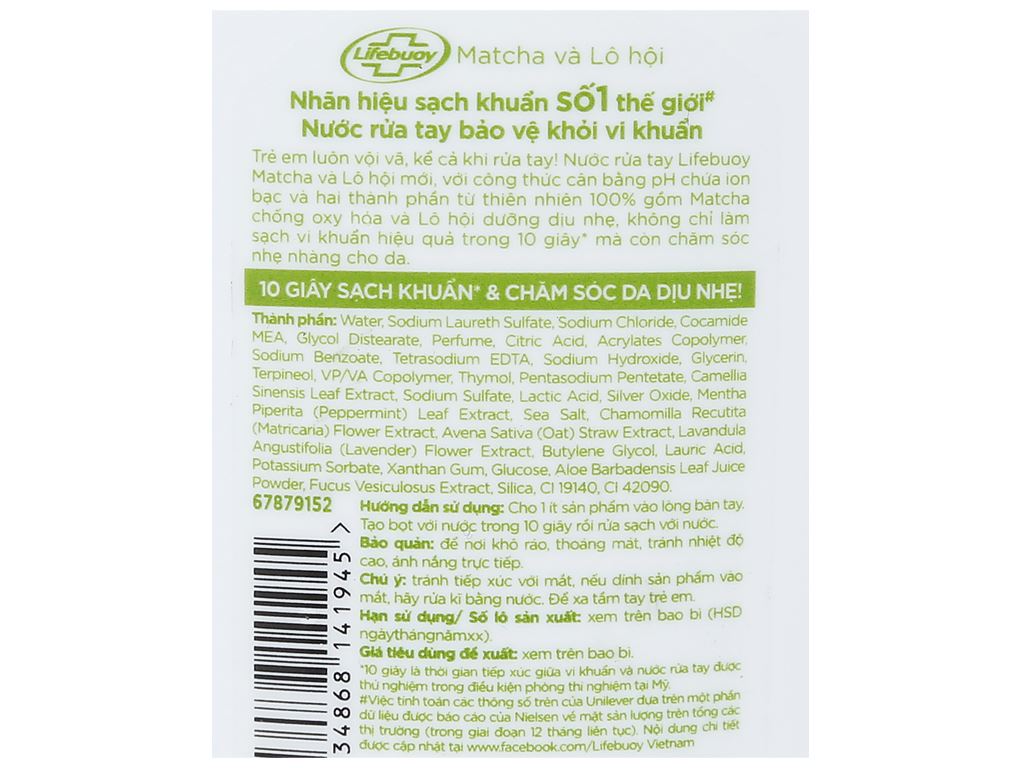 Lifebuoy Matcha và Lô hội
Nhãn hiệu sạch khuẩn SỐ1 thế giới#
Nước rửa tay bảo vệ khỏi vi khuẩn
Trẻ em luôn vội vã, kể cả khi rửa tay! Nước rửa tay Lifebuoy
Matcha và Lô hội mới, với công thức cân bằng pH chứa ion
bạc và hai thành phần từ thiên nhiên 100% gồm Matcha
chống oxy hóa và Lô hội dưỡng dịu nhẹ, không chỉ làm
sạch vi khuẩn hiệu quả trong 10 giây* mà còn chăm sóc
nhẹ nhàng cho da.
10 GIÂY SẠCH KHUẨN* & CHĂM SÓC DA DỊU NHẸ!
Thành phần: Water, Sodium Laureth Sulfate, Sodium Chloride, Cocamide
MEA, Glycol Distearate, Perfume, Citric Acid, Acrylates Copolymer,
Sodium Benzoate, Tetrasodium EDTA, Sodium Hydroxide, Glycerin,
Terpineol, VP/VA Copolymer, Thymol, Pentasodium Pentetate, Camellia
Sinensis Leaf Extract, Sodium Sulfate, Lactic Acid, Silver Oxide, Mentha
Piperita (Peppermint) Leaf Extract, Sea Salt, Chamomilla Recutita
(Matricaria) Flower Extract, Avena Sativa (Oat) Straw Extract, Lavandula
Angustifolia (Lavender) Flower Extract, Butylene Glycol, Lauric Acid,
Potassium Sorbate, Xanthan Gum, Glucose, Aloe Barbadensis Leaf Juice
Powder, Fucus Vesiculosus Extract, Silica, CI 19140, CI 42090.
67879152
Hướng dẫn sử dụng: Cho 1 ít sản phẩm vào lòng bàn tay.
Tạo bọt với nước trong 10 giây rồi rửa sạch với nước.
Bảo quản: để nơi khô ráo, thoáng mát, tránh nhiệt độ
cao, ánh nắng trực tiếp.
Chú ý: tránh tiếp xúc với mắt, nếu dính sản phẩm vào
mắt, hãy rửa kĩ bằng nước. Để xa tầm tay trẻ em.
Hạn sử dụng/ Số lô sản xuất: xem trên bao bì (HSD
ngàythángnămxx).
Giá tiêu dùng đề xuất: xem trên bao bì.
*10 giây là thời gian tiếp xúc giữa vi khuẩn và nước rửa tay được
thử nghiệm trong điều kiện phòng thí nghiệm tại Mỹ.
#Việc tính toán các thông số trên của Unilever dựa trên một phần
dữ liệu được báo cáo của Nielsen về mặt sản lượng trên tổng các
thị trường (trong giai đoạn 12 tháng liên tục). Nội dung chi tiết
được cập nhật tại www.facebook.com/Lifebuoy Vietnam
34868 141945 >